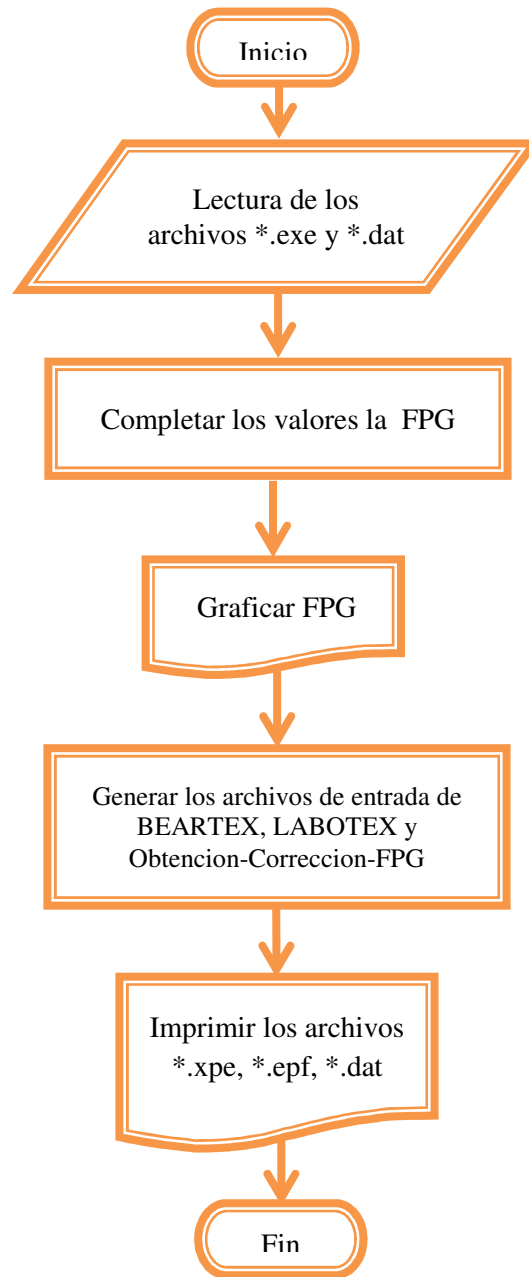 Inicio
Lectura de los
archivos *.exe y *.dat
Completar los valores la FPG
Graficar FPG
Generar los archivos de entrada de
BEARTEX, LABOTEX y
Obtencion-Correccion-FPG
Imprimir los archivos
*.xpe, *.epf, *.dat
Fin